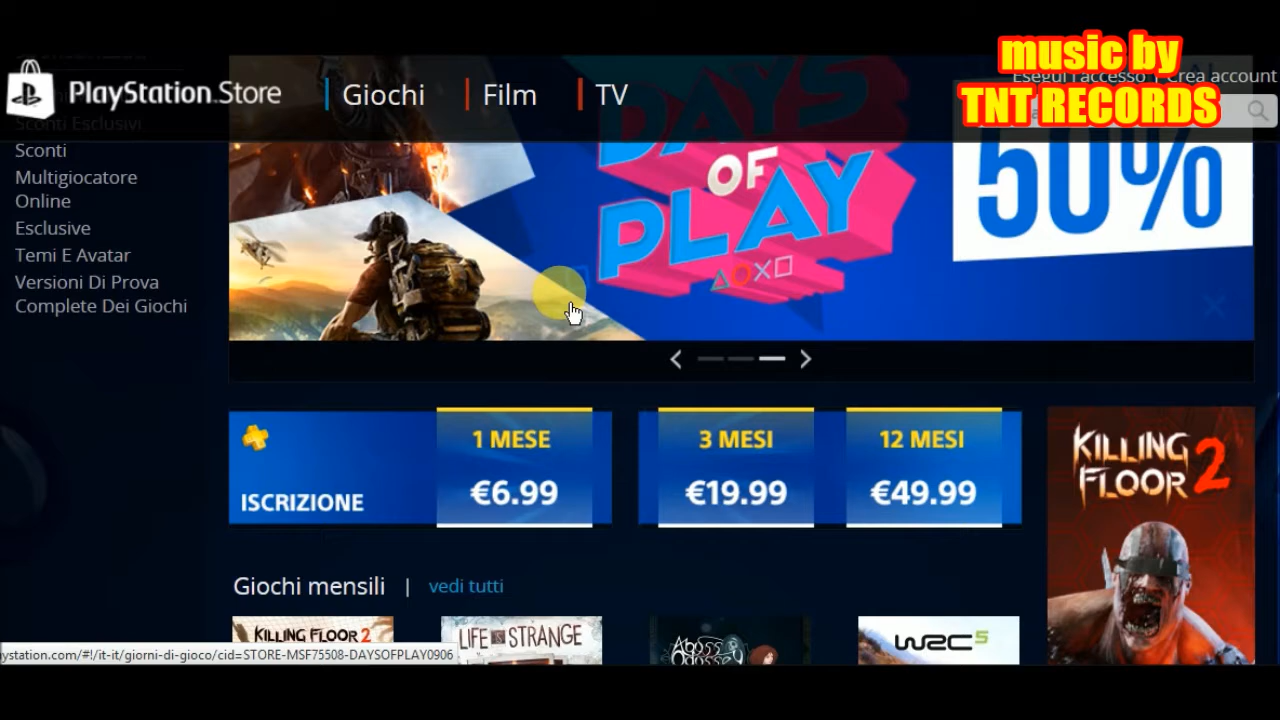 music by
TNT RECORDS
Esegui l'accesso | Crea account
PlayStation.Store
Giochi
Film
TV
Sconti Esclusivi
Sconti
Multigiocatore
Online
Esclusive
Temi E Avatar
Versioni Di Prova
Complete Dei Giochi
DAYS
OF
PLAY
50%
ISCRIZIONE
1 MESE
€6.99
3 MESI
€19.99
12 MESI
€49.99
KILLING
FLOOR 2
Giochi mensili | vedi tutti
KILLING FLOOR 2
LIFE IS STRANGE
Abyss
Odyssey
WRC 5
ystation.com/#!/it-it/giorni-di-gioco/cid=STORE-MSF75508-DAYSOFPLAY0906